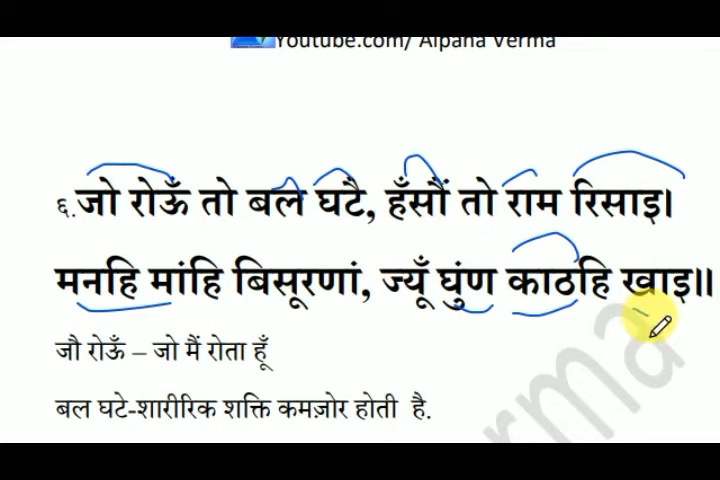 Youtube.com/ Alpana Verma
६.जो रोऊँ तो बल घटै, हँसौं तो राम रिसाइ।
मनहि मांहि बिसूरणां, ज्यूँ घुंण काठहि खाइ॥
जौ रोऊँ – जो मैं रोता हूँ
बल घटे-शारीरिक शक्ति कमज़ोर होती है.